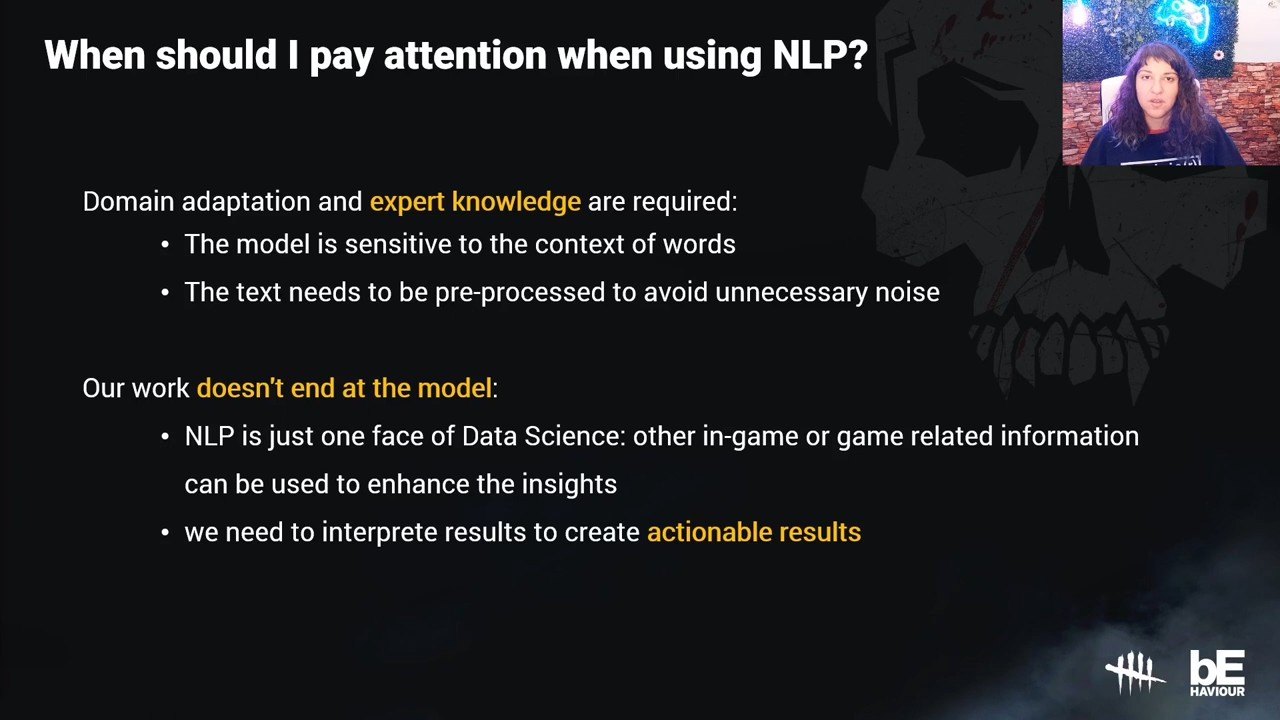 When should I pay attention when using NLP?
Domain adaptation and expert knowledge are required:
• The model is sensitive to the context of words
• The text needs to be pre-processed to avoid unnecessary noise
Our work doesn't end at the model:
• NLP is just one face of Data Science: other in-game or game related information
can be used to enhance the insights
• we need to interprete results to create actionable results
bE
HAVIOUR